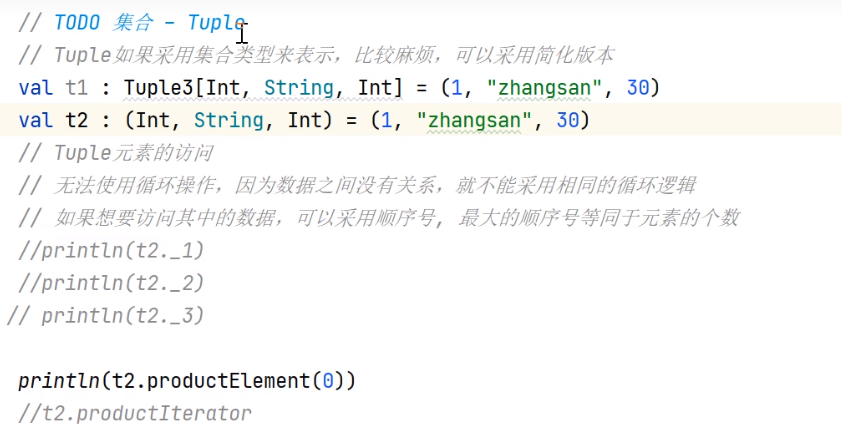 // TODO 集合 - Tuple
// Tuple如果采用集合类型来表示，比较麻烦，可以采用简化版本
val t1 : Tuple3[Int, String, Int] = (1, "zhangsan", 30)
val t2 : (Int, String, Int) = (1, "zhangsan", 30)
// Tuple元素的访问
// 无法使用循环操作，因为数据之间没有关系，就不能采用相同的循环逻辑
// 如果想要访问其中的数据，可以采用顺序号, 最大的顺序号等同于元素的个数
//println(t2._1)
//println(t2._2)
// println(t2._3)
println(t2.productElement(0))
//t2.productIterator